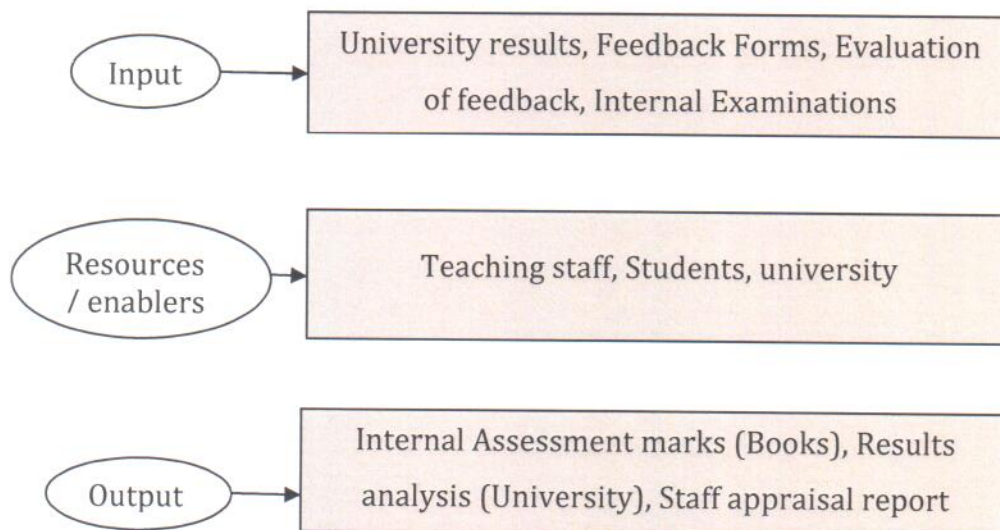 Input
University results, Feedback Forms, Evaluation
of feedback, Internal Examinations
Resources
/ enablers
Teaching staff, Students, university
Output
Internal Assessment marks (Books), Results
analysis (University), Staff appraisal report